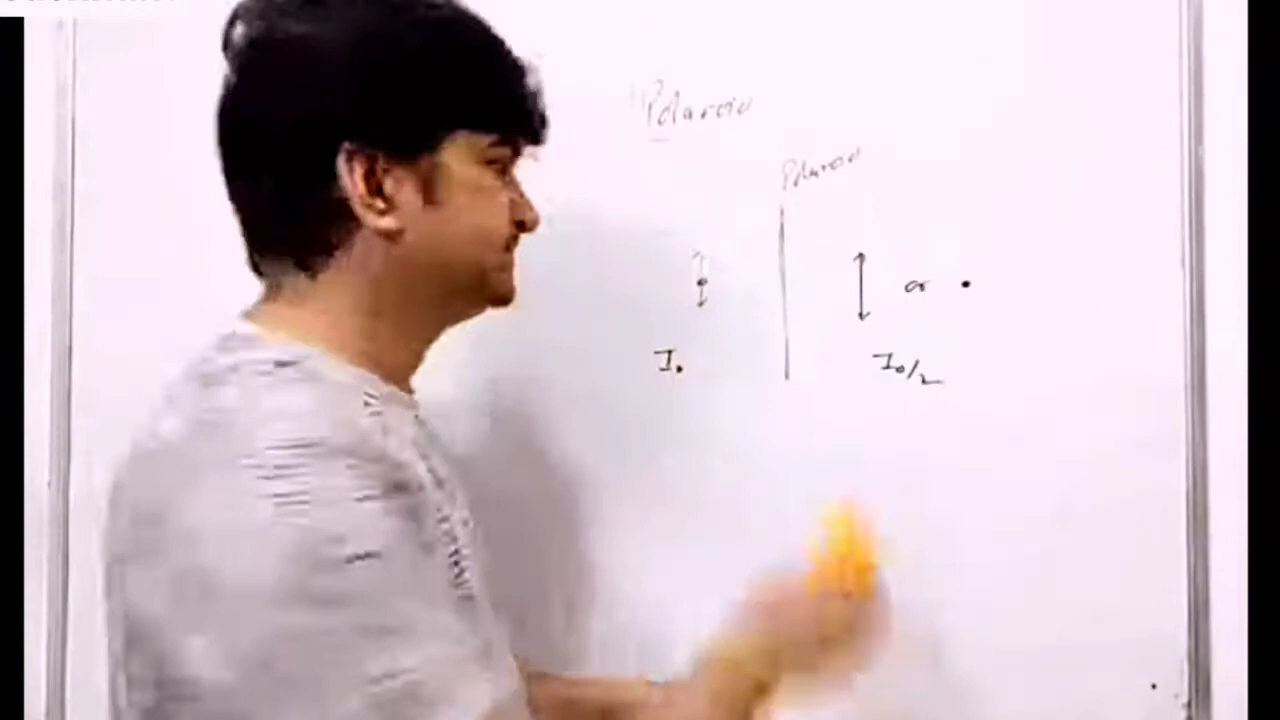 "Polaroid
Polaroid
or
I₀
I₀/2